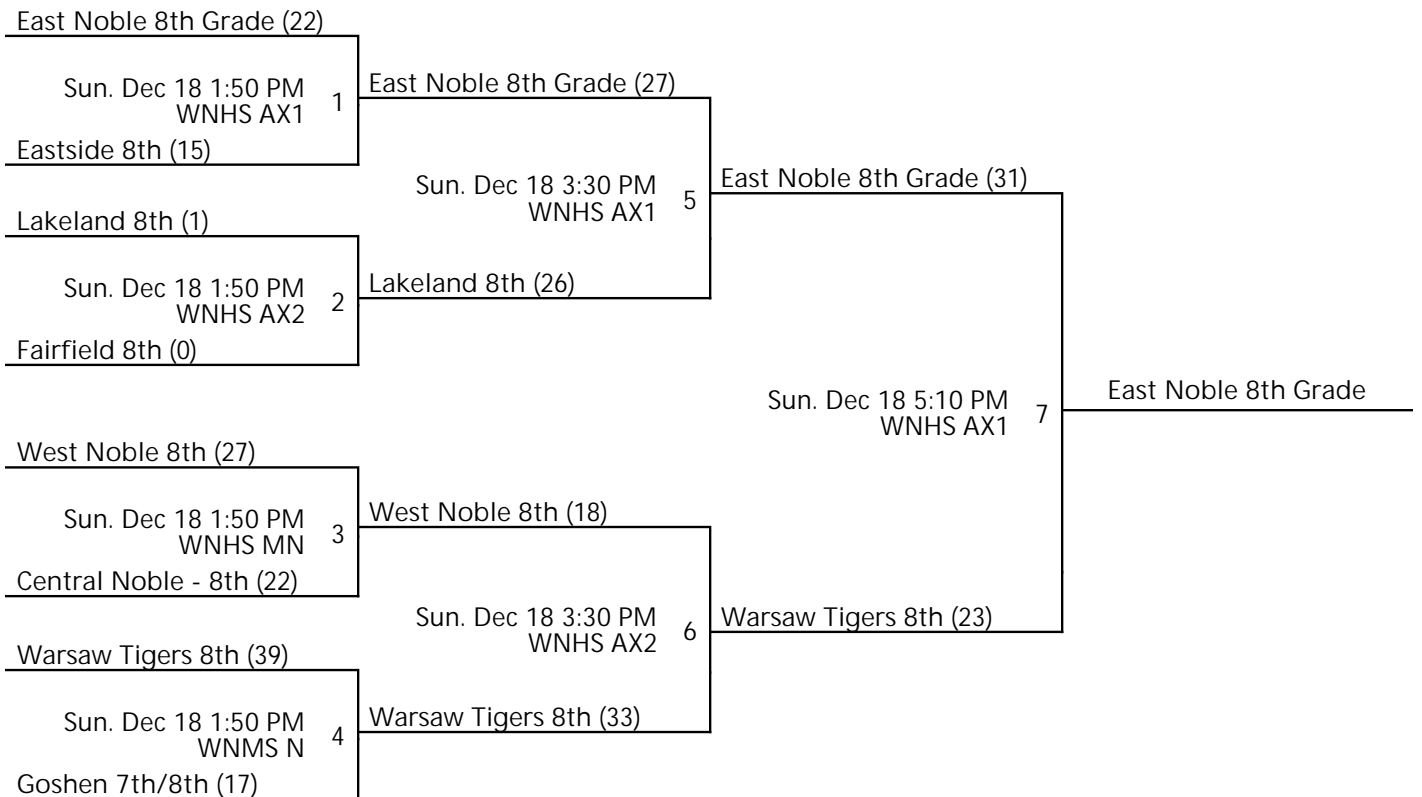 East Noble 8th Grade (22)
Sun. Dec 18 1:50 PM
WNHS AX1
1
Eastside 8th (15)
East Noble 8th Grade (27)
Lakeland 8th (1)
Sun. Dec 18 1:50 PM
WNHS AX2
2
Fairfield 8th (0)
Sun. Dec 18 3:30 PM
WNHS AX1
5
Lakeland 8th (26)
East Noble 8th Grade (31)
West Noble 8th (27)
Sun. Dec 18 1:50 PM
WNHS MN
3
Central Noble - 8th (22)
West Noble 8th (18)
Warsaw Tigers 8th (39)
Sun. Dec 18 1:50 PM
WNMS N
4
Goshen 7th/8th (17)
Sun. Dec 18 3:30 PM
WNHS AX2
6
Warsaw Tigers 8th (33)
Warsaw Tigers 8th (23)
Sun. Dec 18 5:10 PM
WNHS AX1
7
East Noble 8th Grade